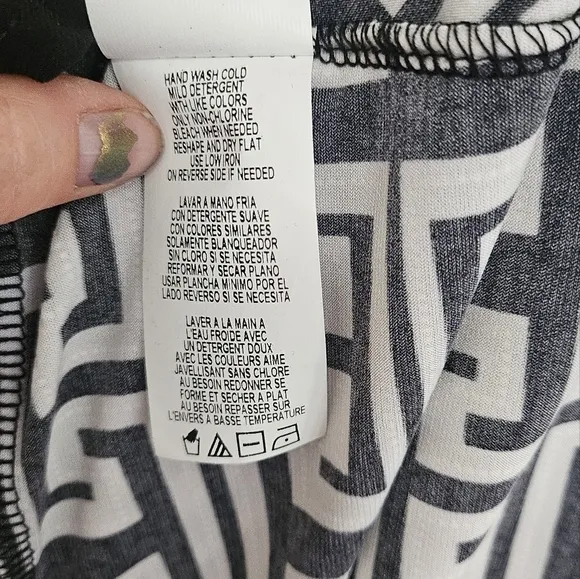 HAND WASH COLD
MILD DETERGENT
WITH LIKE COLORS
ONLY NON-CHLORINE
BLEACH WHEN NEEDED
RESHAPE AND DRY FLAT
USE LOW IRON
ON REVERSE SIDE IF NEEDED
LAVAR A MANO FRIA
CON DETERGENTE SUAVE
CON COLORES SIMILARES
SOLAMENTE BLANQUEADOR
SIN CLORO SI SE NECESITA
REFORMAR Y SECAR PLANO
USAR PLANCHA MINIMO POR EL
LADO REVERSO SI SE NECESITA
LAVER A LA MAIN A
L'EAU FROIDE AVEC
UN DETERGENT DOUX
AVEC LES COULEURS AIME
JAVELLISANT SANS CHLORE
AU BESOIN REDONNER SE
FORME ET SECHER A PLAT
AU BESOIN REPASSER SUR
L'ENVERS A BASSE TEMPERATURE